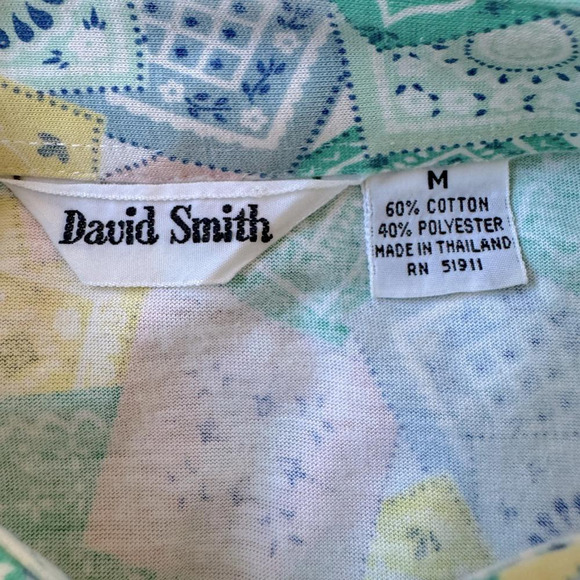 David Smith
M
60% COTTON
40% POLYESTER
MADE IN THAILAND
RN 51911